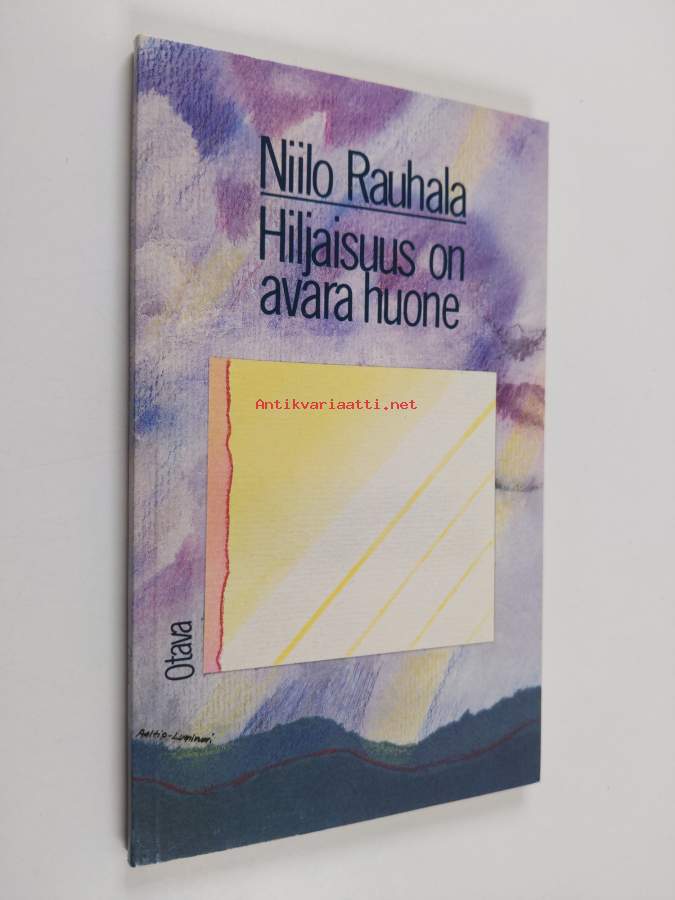 Niilo Rauhala
Hiljaisuus on
avara huone
Antikvariaatti.net
Otava